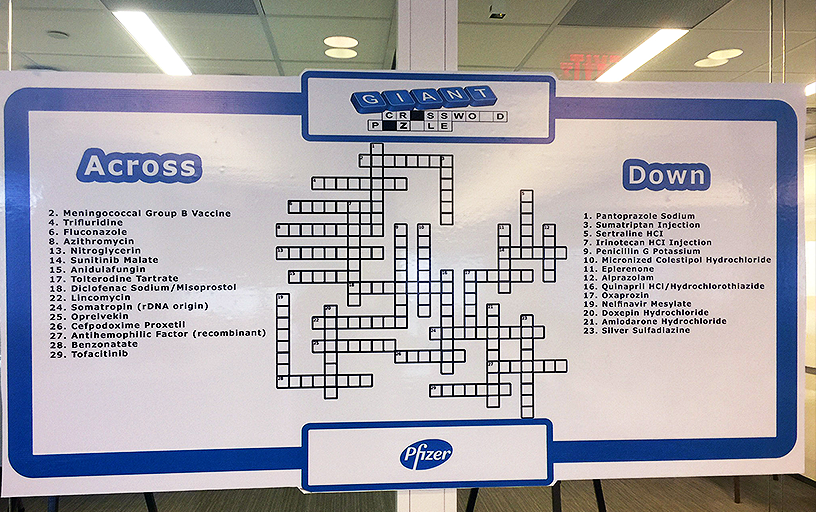 GIANT
CR SSWO D
P Z LE
Across
2. Meningococcal Group B Vaccine
4. Trifluridine
6. Fluconazole
8. Azithromycin
13. Nitroglycerin
14. Sunitinib Malate
15. Anidulafungin
17. Tolterodine Tartrate
18. Diclofenac Sodium/Misoprostol
22. Lincomycin
24. Somatropin (rDNA origin)
25. Oprelvekin
26. Cefpodoxime Proxetil
27. Antihemophilic Factor (recombinant)
28. Benzonatate
29. Tofacitinib
Down
1. Pantoprazole Sodium
3. Sumatriptan Injection
5. Sertraline HCl
7. Irinotecan HCl Injection
9. Penicillin G Potassium
10. Micronized Colestipol Hydrochloride
11. Eplerenone
12. Alprazolam
16. Quinapril HCl/Hydrochlorothiazide
17. Oxaprozin
19. Nelfinavir Mesylate
20. Doxepin Hydrochloride
21. Amiodarone Hydrochloride
23. Silver Sulfadiazine
Pfizer